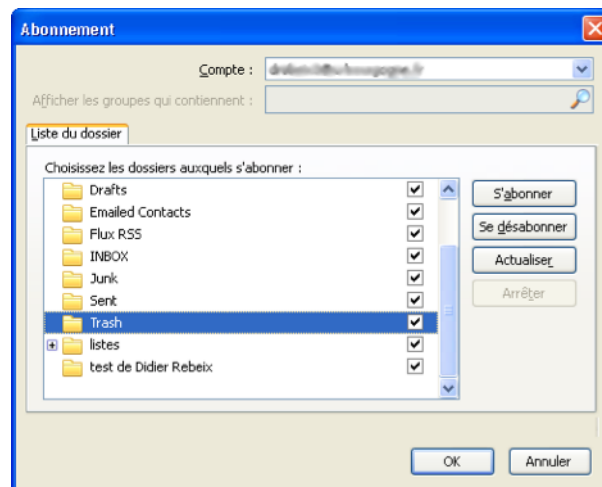 Abonnement
Compte :
Afficher les groupes qui contiennent :
Liste du dossier
Choisissez les dossiers auxquels s'abonner :
Drafts
Emailed Contacts
Flux RSS
INBOX
Junk
Sent
Trash
listes
test de Didier Rebeix
S'abonner
Se désabonner
Actualiser
Arrêter
OK
Annuler